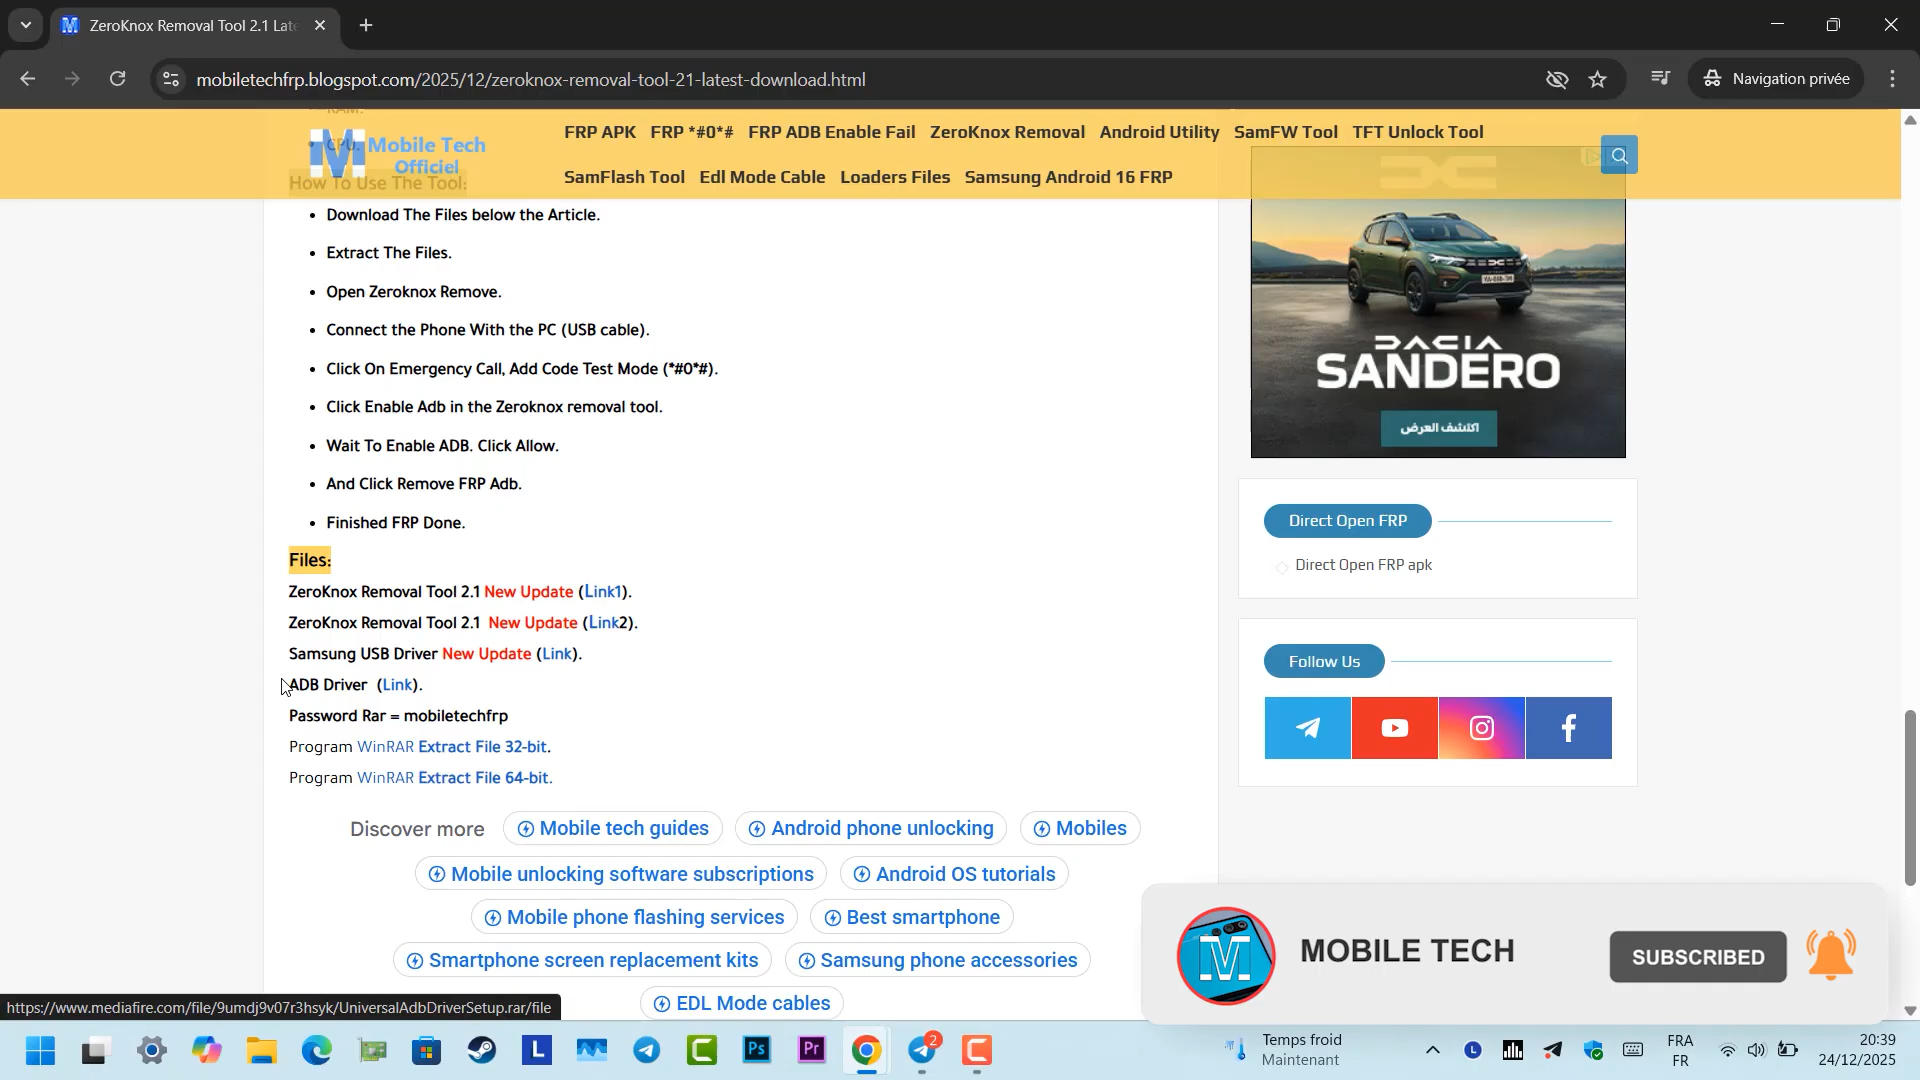 ZeroKnox Removal Tool 2.1 Late
mobiletechfrp.blogspot.com/2025/12/zeroknox-removal-tool-21-latest-download.html
Navigation privée
Mobile Tech
Officiel
FRP APK FRP *#0*# FRP ADB Enable Fail ZeroKnox Removal Android Utility SamFW Tool TFT Unlock Tool
SamFlash Tool Edl Mode Cable Loaders Files Samsung Android 16 FRP
RAM.
CPU.
How To Use The Tool:
• Download The Files below the Article.
• Extract The Files.
• Open Zeroknox Remove.
• Connect the Phone With the PC (USB cable).
• Click On Emergency Call, Add Code Test Mode (*#0*#).
• Click Enable Adb in the Zeroknox removal tool.
• Wait To Enable ADB. Click Allow.
• And Click Remove FRP Adb.
• Finished FRP Done.
Files:
ZeroKnox Removal Tool 2.1 New Update (Link1).
ZeroKnox Removal Tool 2.1 New Update (Link2).
Samsung USB Driver New Update (Link).
ADB Driver (Link).
Password Rar = mobiletechfrp
Program WinRAR Extract File 32-bit.
Program WinRAR Extract File 64-bit.
Discover more
Mobile tech guides
Android phone unlocking
Mobiles
Mobile unlocking software subscriptions
Android OS tutorials
Mobile phone flashing services
Best smartphone
Smartphone screen replacement kits
Samsung phone accessories
EDL Mode cables
DACIA
SANDERO
اكتشف العرض
Direct Open FRP
Direct Open FRP apk
Follow Us
MOBILE TECH
SUBSCRIBED
https://www.mediafire.com/file/9umdj9v07r3hsyk/UniversalAdbDriverSetup.rar/file
L
Ps
Pr
2
Temps froid
Maintenant
L
FRA
FR
20:39
24/12/2025